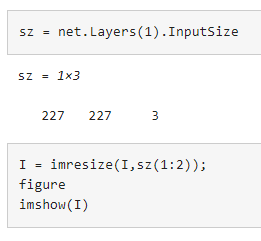 sz = net.Layers(1).InputSize
sz = 1×3
227 227 3
I = imresize(I,sz(1:2));
figure
imshow(I)